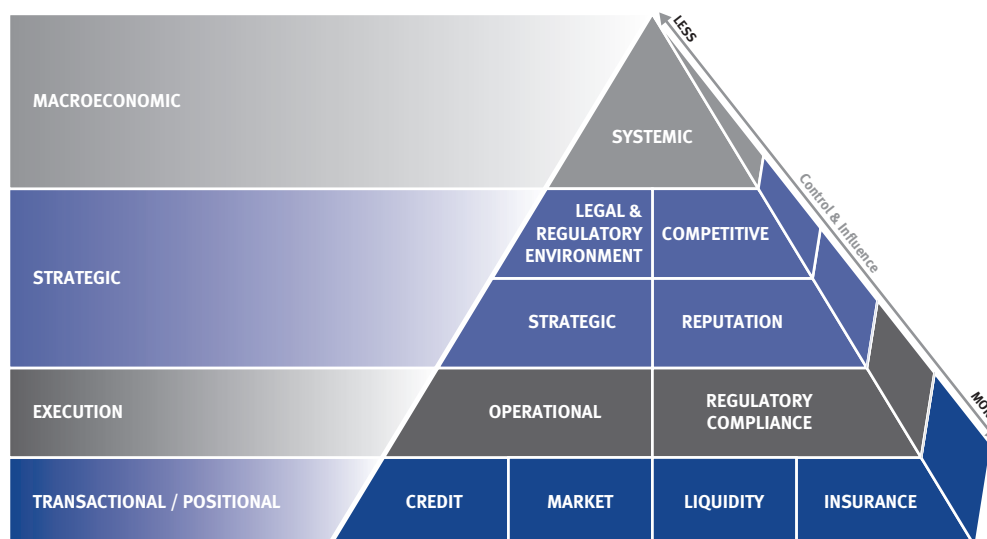 LESS
MACROECONOMIC
SYSTEMIC
Control & Influence
LEGAL &
REGULATORY
ENVIRONMENT
COMPETITIVE
STRATEGIC
STRATEGIC
REPUTATION
EXECUTION
OPERATIONAL
REGULATORY
COMPLIANCE
TRANSACTIONAL / POSITIONAL
CREDIT
MARKET
LIQUIDITY
INSURANCE